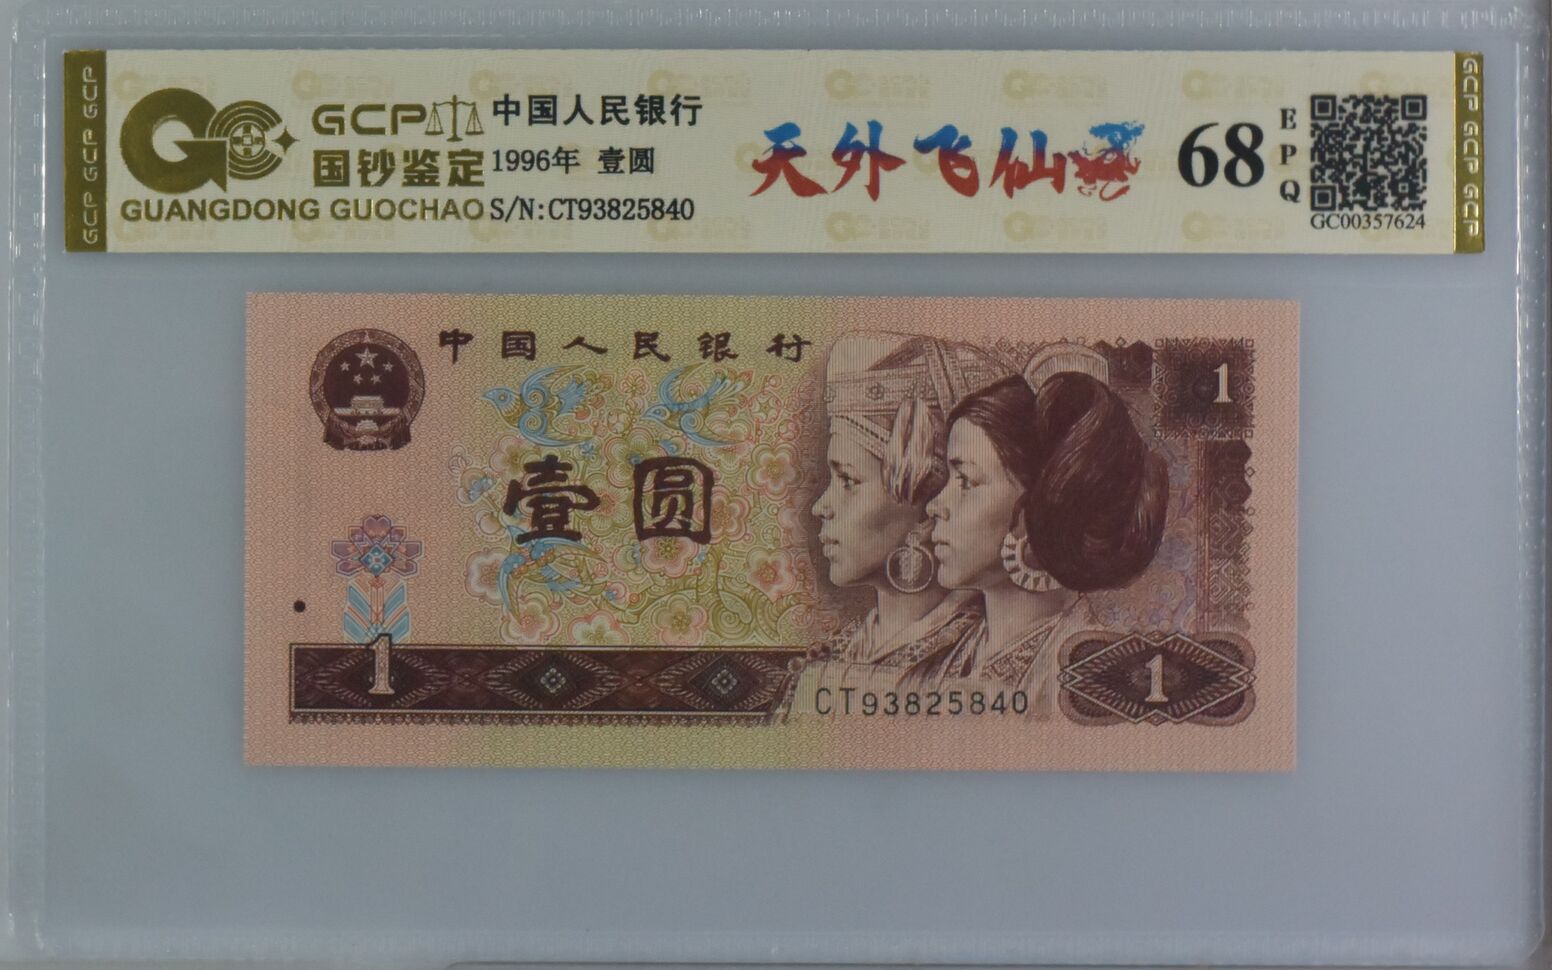 GCP 国钞鉴定
GUANGDONG GUOCHAO
中国人民银行
1996年 壹圆
S/N:CT93825840
天外飞仙
68
EPQ
GC00357624
GCP GCP GCP
GCP GCP GCP
中国人民银行
1
壹圆
1
1
CT93825840